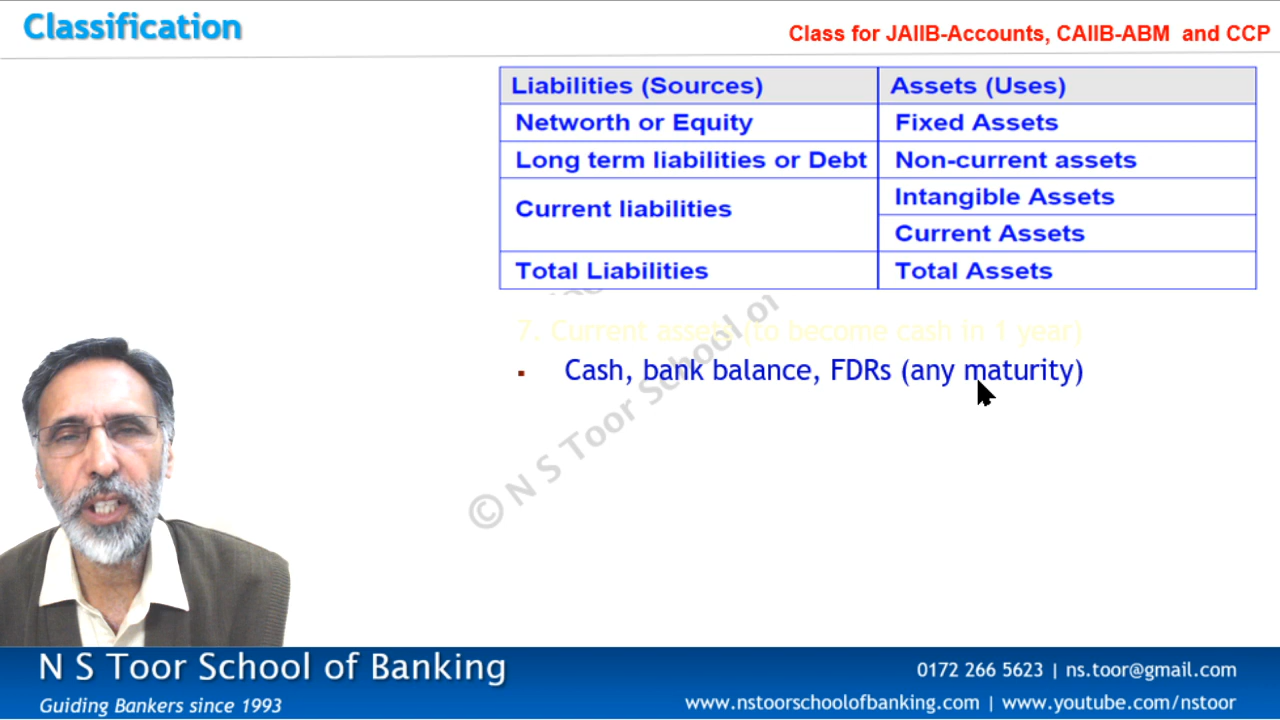 Classification
Class for JAIIB-Accounts, CAIIB-ABM and CCP
Liabilities (Sources)
Assets (Uses)
Networth or Equity
Fixed Assets
Long term liabilities or Debt
Non-current assets
Current liabilities
Intangible Assets
Current Assets
Total Liabilities
Total Assets
7. Current assets (to become cash in 1 year)
▪ Cash, bank balance, FDRs (any maturity)
© N S Toor School of
N S Toor School of Banking
0172 266 5623 | ns.toor@gmail.com
Guiding Bankers since 1993
www.nstoorschoolofbanking.com | www.youtube.com/nstoor